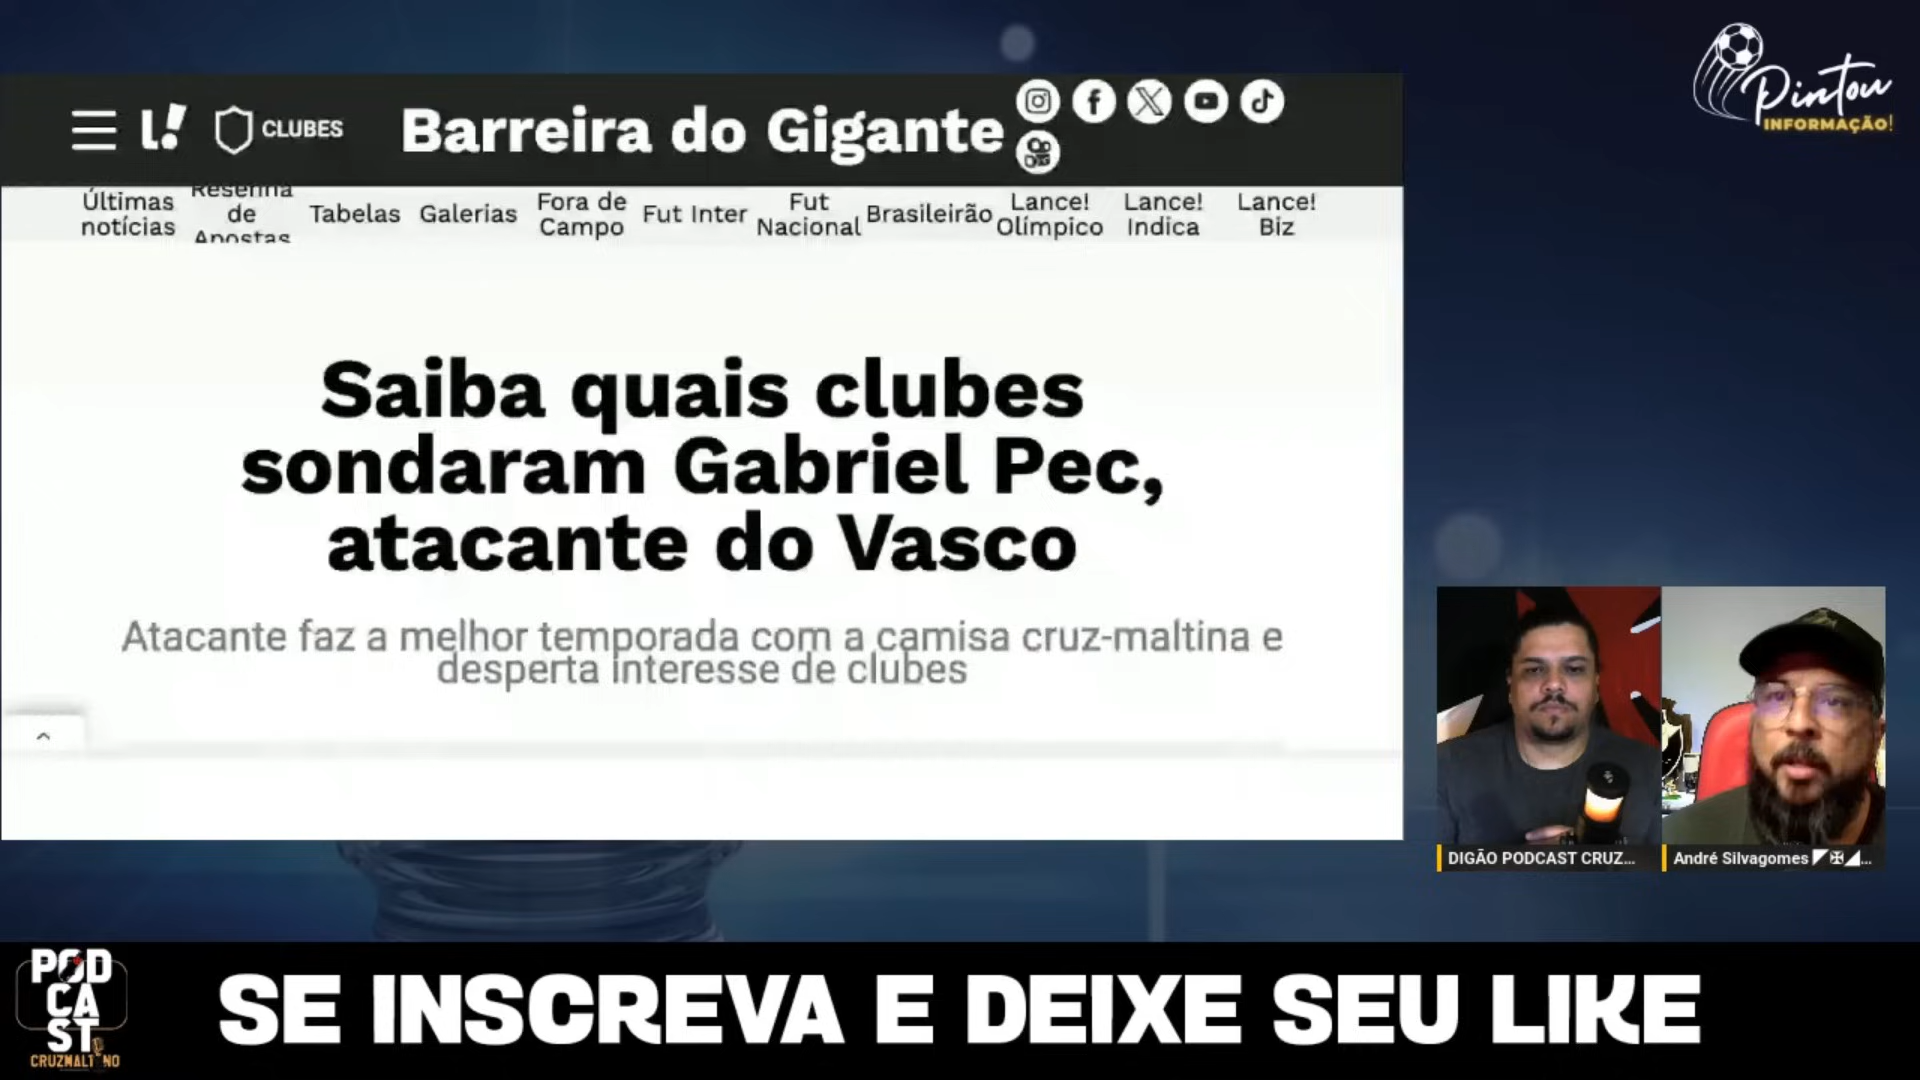 Pintou
INFORMAÇÃO!
L! CLUBES Barreira do Gigante
Últimas notícias
Resenha de Apostas
Tabelas
Galerias
Fora de Campo
Fut Inter
Fut Nacional
Brasileirão
Lance! Olímpico
Lance! Indica
Lance! Biz
Saiba quais clubes
sondaram Gabriel Pec,
atacante do Vasco
Atacante faz a melhor temporada com a camisa cruz-maltina e
desperta interesse de clubes
DIGÃO PODCAST CRUZ...
André Silvagomes ...
PODCAST
CRUZMALTINO
SE INSCREVA E DEIXE SEU LIKE